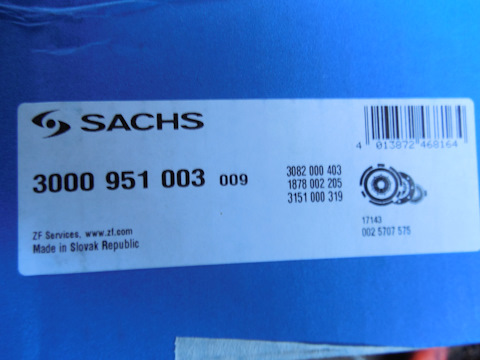 SACHS
4 013872 468164
3000 951 003 009
3082 000 403
1878 002 205
3151 000 319
17143
002 5707 575
ZF Services, www.zf.com
Made in Slovak Republic